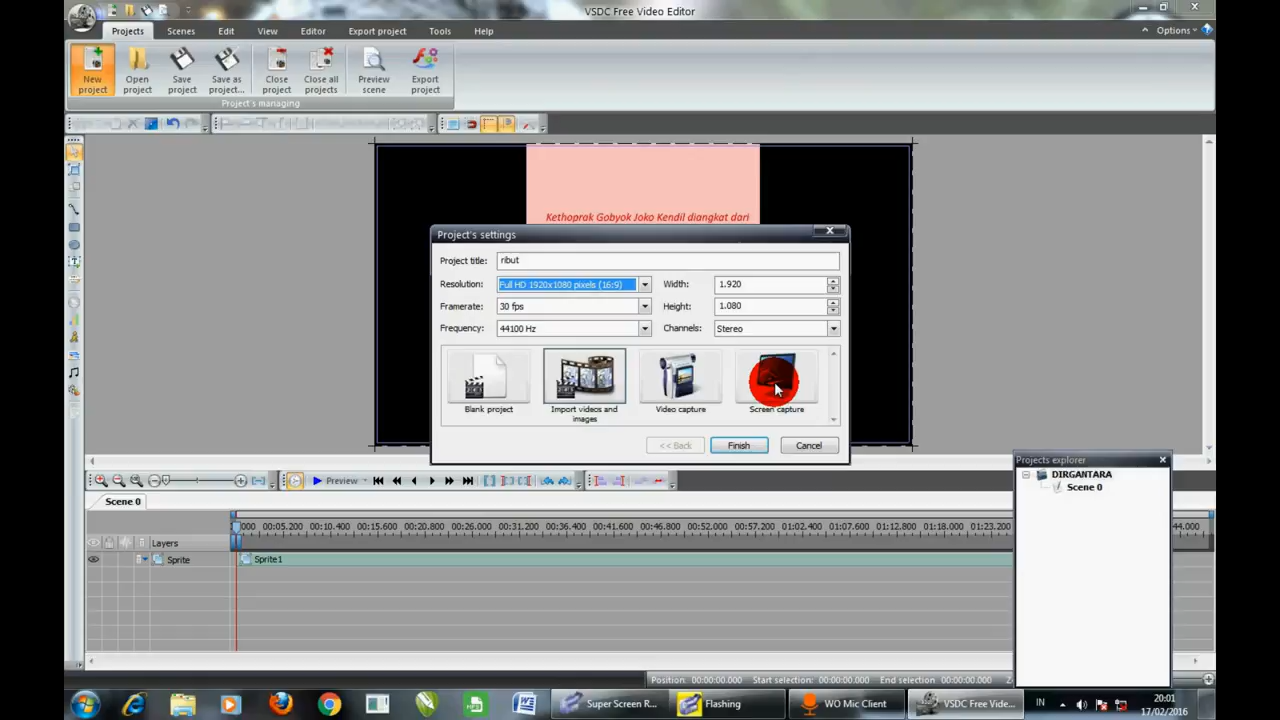 VSDC Free Video Editor
Projects Scenes Edit View Editor Export project Tools Help Options
New project
Open project
Save project
Save as project...
Close project
Close all projects
Preview scene
Export project
Project's managing
Kethoprak Gobyok Joko Kendil diangkat dari
Project's settings
Project title: ribut
Resolution: Full HD 1920x1080 pixels (16:9) Width: 1.920
Framerate: 30 fps Height: 1.080
Frequency: 44100 Hz Channels: Stereo
Blank project
Import videos and images
Video capture
Screen capture
<< Back Finish Cancel
Projects explorer
DIRGANTARA
Scene 0
Preview
Scene 0
000 00:05.200 00:10.400 00:15.600 00:20.800 00:26.000 00:31.200 00:36.400 00:41.600 00:46.800 00:52.000 00:57.200 01:02.400 01:07.600 01:12.800 01:18.000 01:23.200 44.000
Layers
Sprite Sprite1
Position: 00:00:00.000 Start selection: 00:00:00.000 End selection: 00:00:00.000
Super Screen R... Flashing WO Mic Client VSDC Free Vide... IN
20:01
17/02/2016